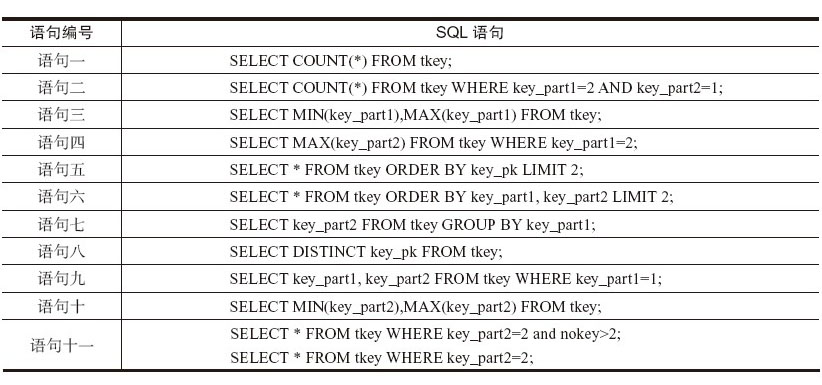 语句编号 SQL 语句
语句一 SELECT COUNT(*) FROM tkey;
语句二 SELECT COUNT(*) FROM tkey WHERE key_part1=2 AND key_part2=1;
语句三 SELECT MIN(key_part1),MAX(key_part1) FROM tkey;
语句四 SELECT MAX(key_part2) FROM tkey WHERE key_part1=2;
语句五 SELECT * FROM tkey ORDER BY key_pk LIMIT 2;
语句六 SELECT * FROM tkey ORDER BY key_part1, key_part2 LIMIT 2;
语句七 SELECT key_part2 FROM tkey GROUP BY key_part1;
语句八 SELECT DISTINCT key_pk FROM tkey;
语句九 SELECT key_part1, key_part2 FROM tkey WHERE key_part1=1;
语句十 SELECT MIN(key_part2),MAX(key_part2) FROM tkey;
语句十一 SELECT * FROM tkey WHERE key_part2=2 and nokey>2;
SELECT * FROM tkey WHERE key_part2=2;